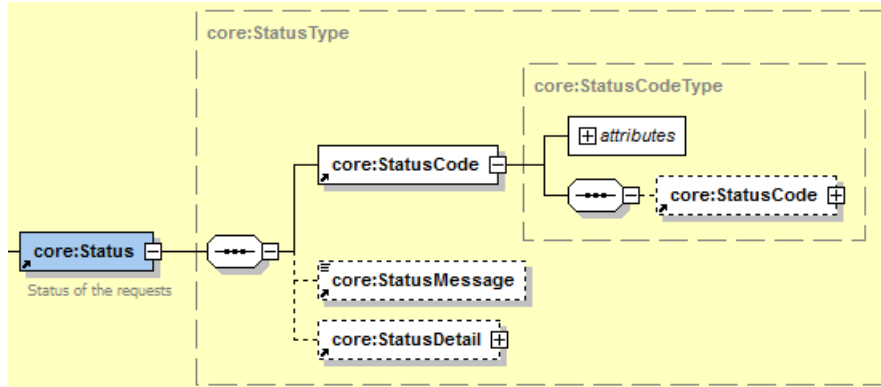 core:StatusType
core:StatusCodeType
attributes
core:StatusCode
core:StatusCode
core:Status
Status of the requests
core:StatusMessage
core:StatusDetail